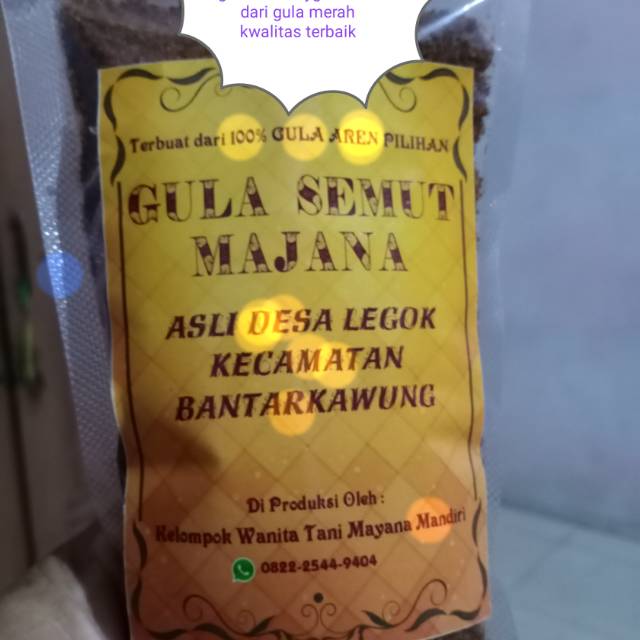 dari gula merah
kwalitas terbaik
Terbuat dari 100% GULA AREN PILIHAN
GULA SEMUT
MAJANA
ASLI DESA LEGOK
KECAMATAN
BANTARKAWUNG
Di Produksi Oleh :
Kelompok Wanita Tani Mayana Mandiri
0822-2544-9404